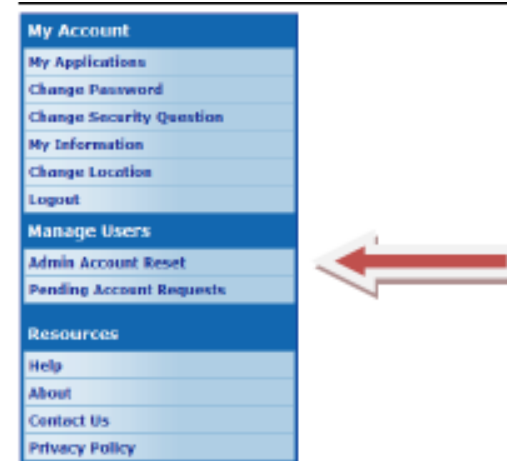 My Account
My Applications
Change Password
Change Security Question
My Information
Change Location
Logout
Manage Users
Admin Account Reset
Pending Account Requests
Resources
Help
About
Contact Us
Privacy Policy